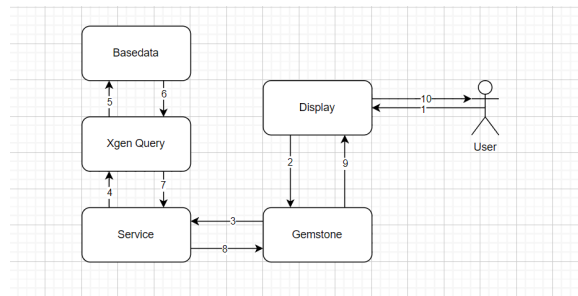 Basedata
5
6
Display
10
1
Xgen Query
User
2
9
4
7
Service
3
8
Gemstone